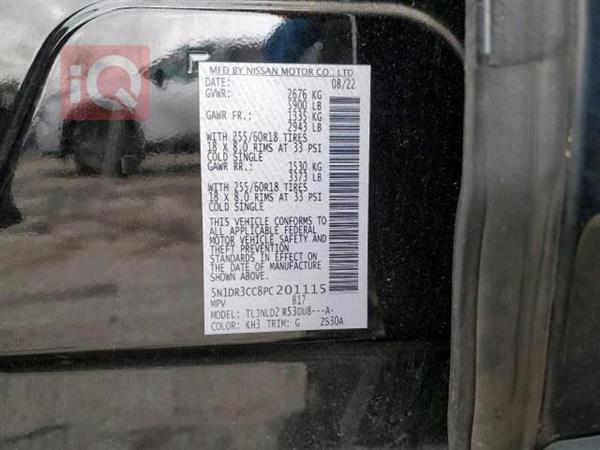 iQ
MFD BY NISSAN MOTOR CO., LTD
DATE: 08/22
GVWR: 2676 KG
5900 LB
GAWR FR.: 1335 KG
2943 LB
WITH 255/60R18 TIRES
18 X 8.0 RIMS AT 33 PSI
COLD SINGLE
GAWR RR.: 1530 KG
3373 LB
WITH 255/60R18 TIRES
18 X 8.0 RIMS AT 33 PSI
COLD SINGLE
THIS VEHICLE CONFORMS TO
ALL APPLICABLE FEDERAL
MOTOR VEHICLE SAFETY AND
THEFT PREVENTION
STANDARDS IN EFFECT ON
THE DATE OF MANUFACTURE
SHOWN ABOVE.
5N1DR3CC8PC201115
MPV 817
MODEL: TLJNLDZ R53DU8---A-
COLOR: KH3 TRIM: G ZS30A